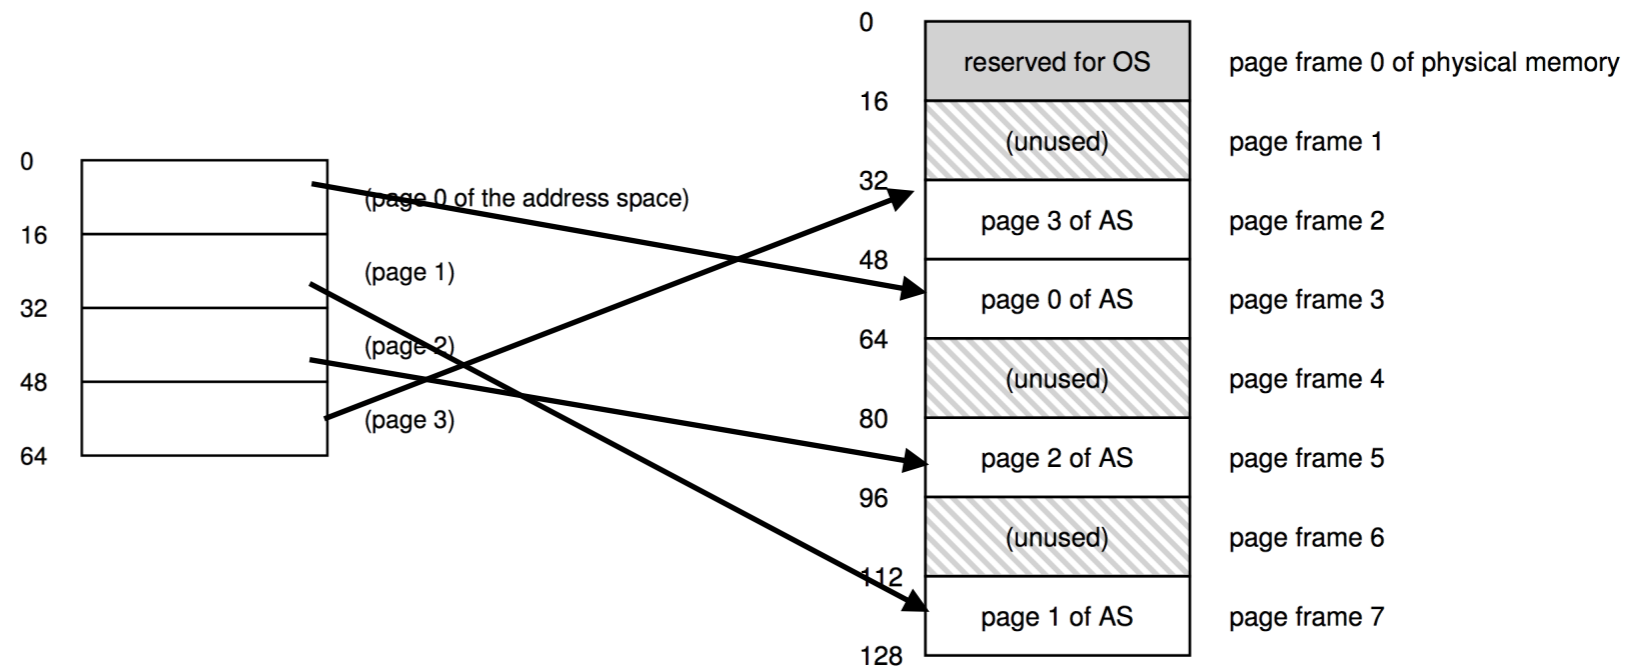 0
16
32
48
64
(page 0 of the address space)
(page 1)
(page 2)
(page 3)
0
reserved for OS page frame 0 of physical memory
16
(unused) page frame 1
32
page 3 of AS page frame 2
48
page 0 of AS page frame 3
64
(unused) page frame 4
80
page 2 of AS page frame 5
96
(unused) page frame 6
112
page 1 of AS page frame 7
128